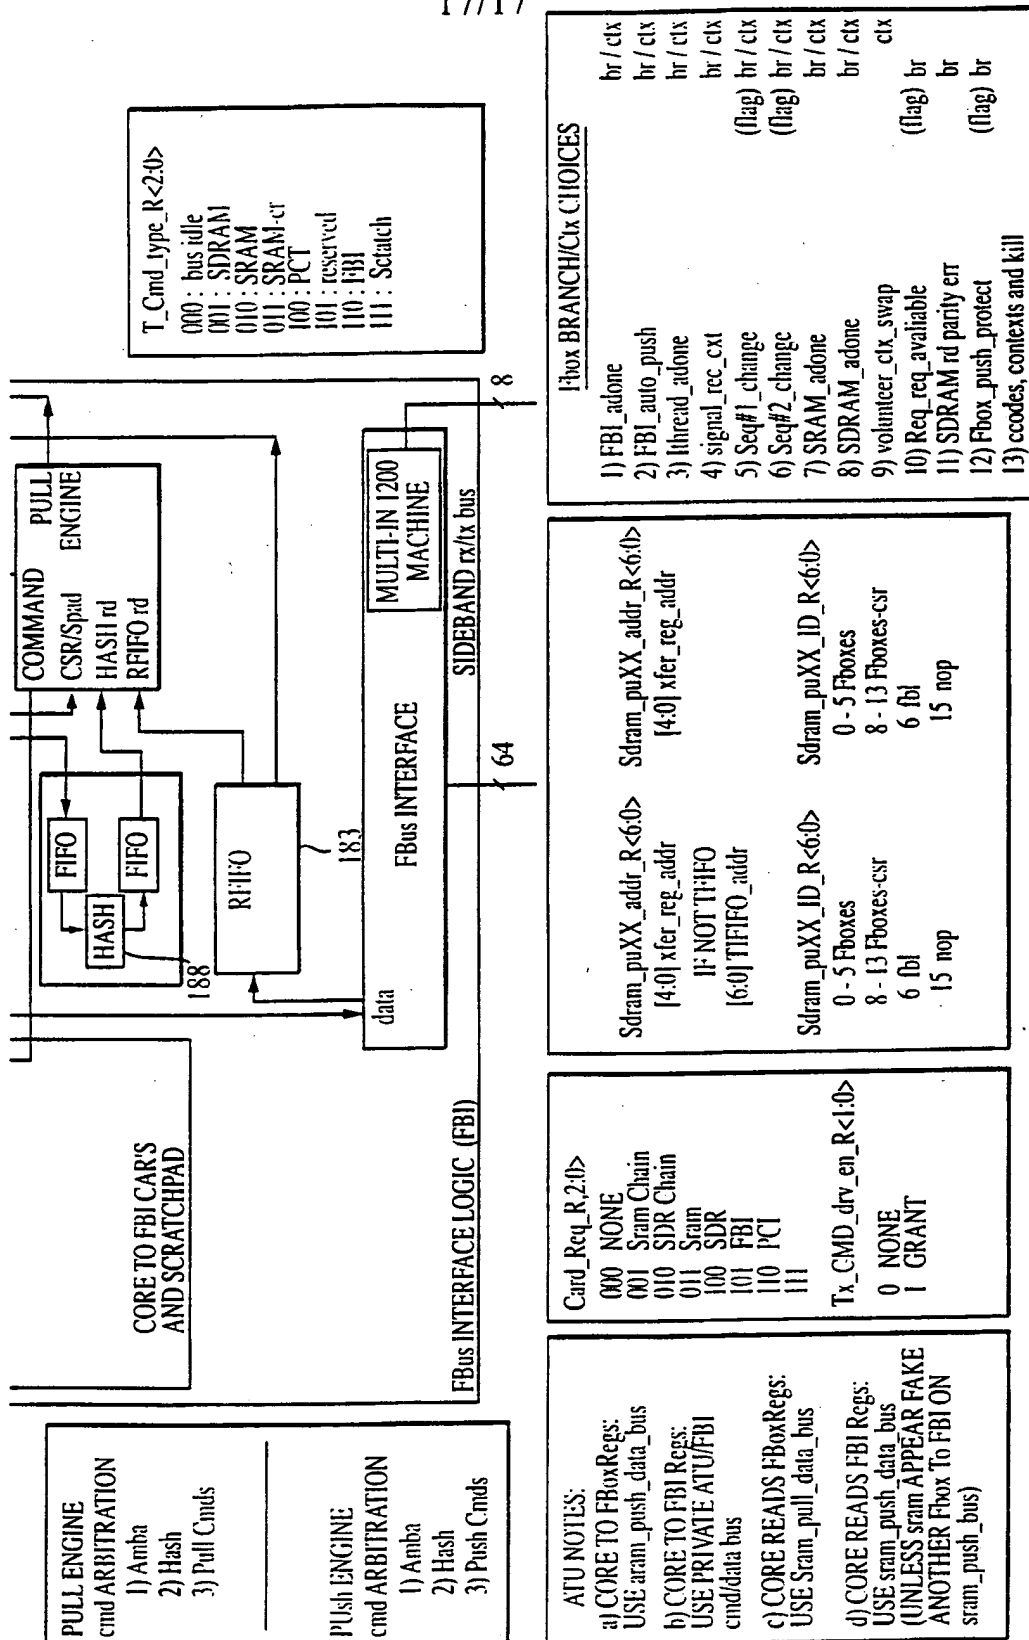 17/17
PULL ENGINE
cmd ARBITRATION
1) Amba
2) Hash
3) Pull Cmds
PUsh ENGINE
cmd ARBITRATION
1) Amba
2) Hash
3) Push Cmds
CORE TO FBI CAR'S
AND SCRATCHPAD
FBus INTERFACE LOGIC (FBI)
FIFO
HASH
FIFO
188
COMMAND
PULL
ENGINE
CSR/Spad
HASH rd
RFIFO rd
RFIFO
183
data
FBus INTERFACE
MULTI-IN 1200
MACHINE
SIDEBAND rx/tx bus
64
8
T_Cmd_type_R<2:0>
000 : bus idle
001 : SDRAM
010 : SRAM
011 : SRAM-cr
100 : PCT
101 : reserved
110 : FBI
111 : Sctatch
ATU NOTES:
a) CORE TO FBoxRegs:
USE aram_push_data_bus
b) CORE TO FBI Regs:
USE PRIVATE ATU/FBI
cmd/data bus
c) CORE READS FBoxRegs:
USE Sram_pull_data_bus
d) CORE READS FBI Regs:
USE sram_push_data_bus
(UNLESS sram APPEAR FAKE
ANOTHER Fbox To FBI ON
sram_push_bus)
Card_Req_R,2:0>
000 NONE
001 Sram Chain
010 SDR Chain
011 Sram
100 SDR
101 FBI
110 PCI
111
Tx_CMD_drv_en_R<1:0>
0 NONE
1 GRANT
Sdram_puXX_addr_R<6:0>
[4:0] xfer_reg_addr
IF NOT TFIFO
[6:0] TIFIFO_addr
Sdram_puXX_ID_R<6:0>
0 - 5 Fboxes
8 - 13 Fboxes-csr
6 fbI
15 nop
Sdram_puXX_addr_R<6:0>
[4:0] xfer_reg_addr
Sdram_puXX_ID_R<6:0>
0 - 5 Fboxes
8 - 13 Fboxes-csr
6 fbI
15 nop
Fbox BRANCH/Ctx CHOICES
1) FBI_adone br / ctx
2) FBI_auto_push br / ctx
3) Ithread_adone br / ctx
4) signal_rec_cxt br / ctx
5) Seq#1_change (flag) br / ctx
6) Seq#2_change (flag) br / ctx
7) SRAM_adone br / ctx
8) SDRAM_adone br / ctx
9) volunteer_ctx_swap ctx
10) Req_req_avaliable (flag) br
11) SDRAM rd parity err br
12) Fbox_push_protect (flag) br
13) ccodes, contexts and kill